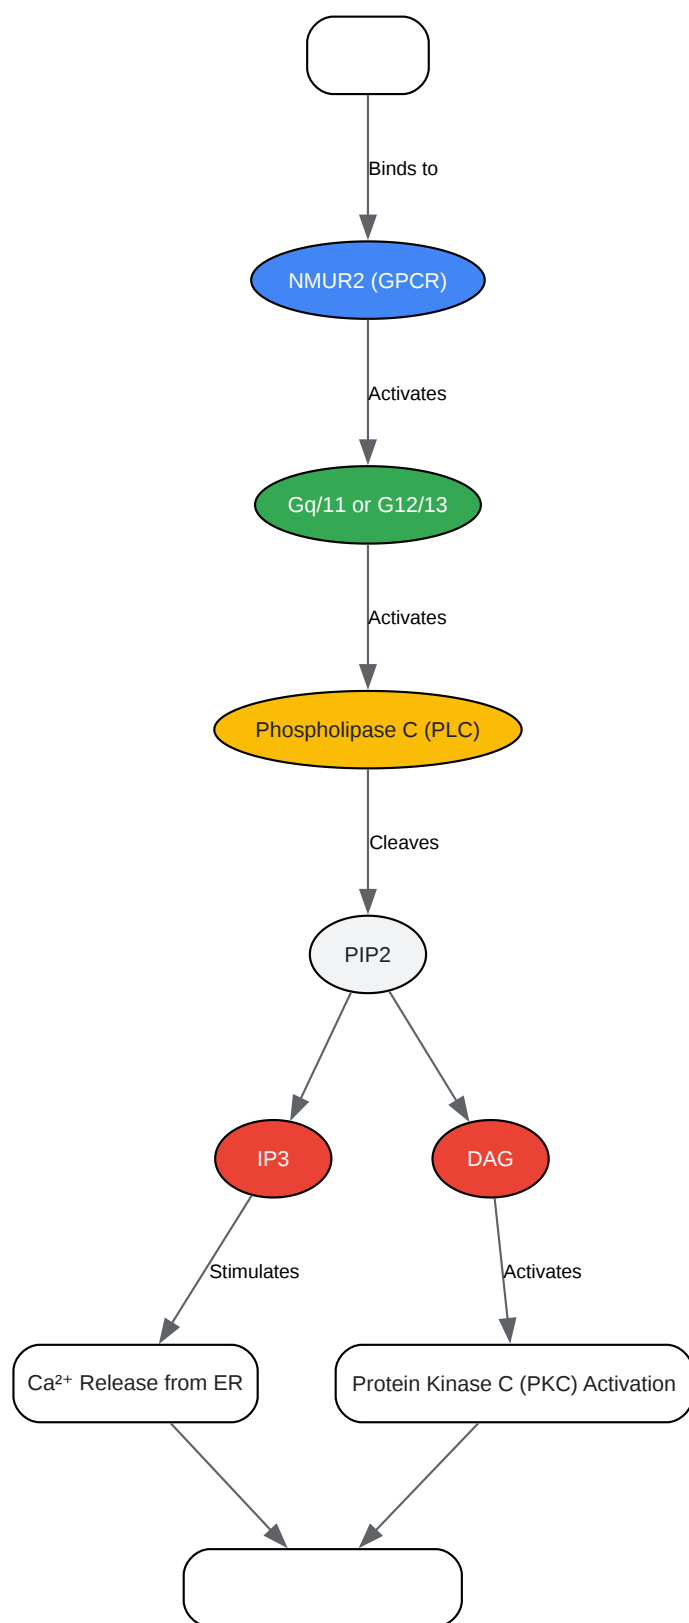 Binds to
NMUR2 (GPCR)
Activates
Gq/11 or G12/13
Activates
Phospholipase C (PLC)
Cleaves
PIP2
IP3
DAG
Stimulates
Activates
Ca²⁺ Release from ER
Protein Kinase C (PKC) Activation